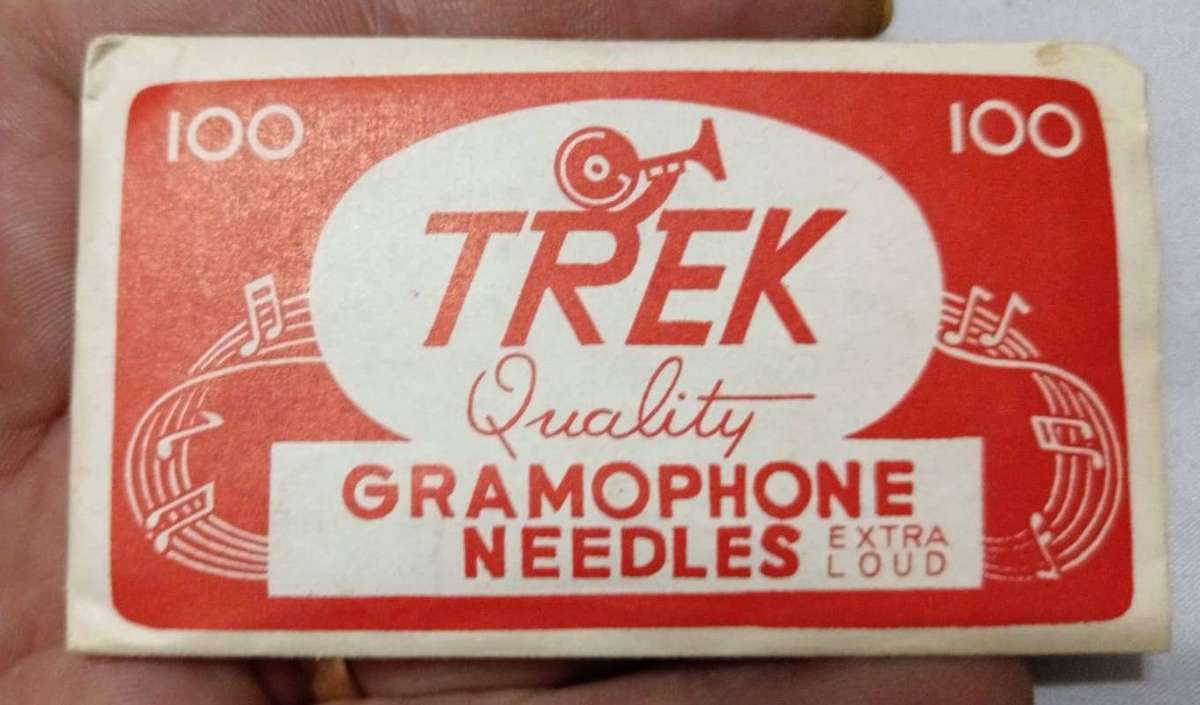 100 100
TREK
Quality
GRAMOPHONE
NEEDLES EXTRA
LOUD